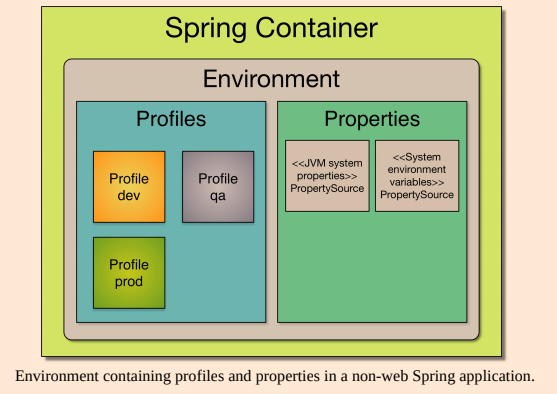 Spring Container
Environment
Profiles
Properties
Profile
dev
Profile
qa
Profile
prod
<<JVM system
properties>>
PropertySource
<<System
environment
variables>>
PropertySource
Environment containing profiles and properties in a non-web Spring application.